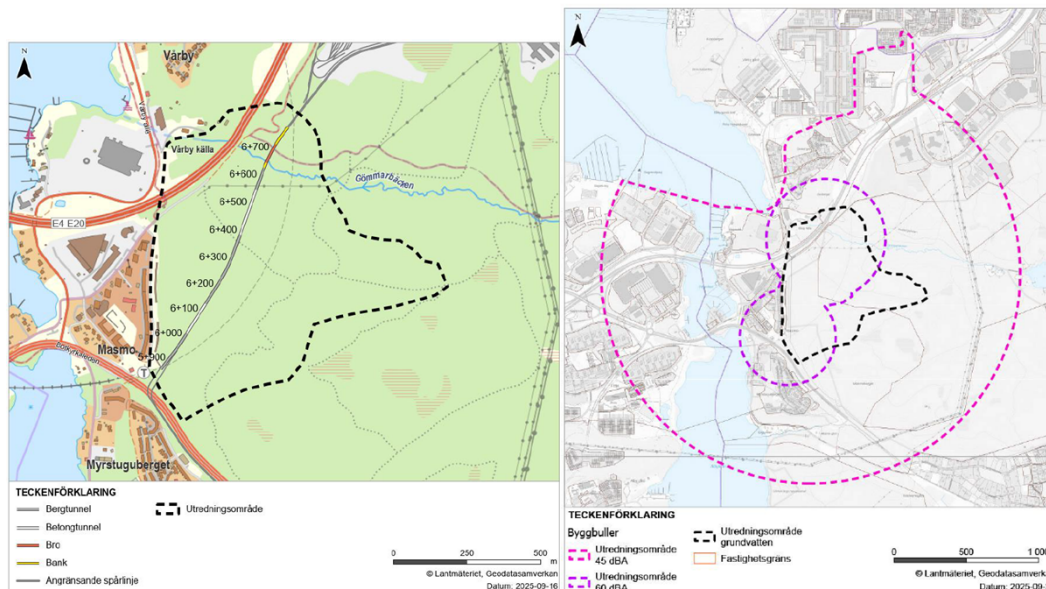 N
Vårby
Vårby allé
Vårby källa
6+700
6+600
Gömmarbäcken
6+500
E4 E20
6+400
6+300
6+200
6+100
6+000
Masmo
5+900
Botkyrkaleden
T
Myrstuguberget
TECKENFÖRKLARING
Bergtunnel
Utredningsområde
Betongtunnel
Bro
Bank
Angränsande spårlinje
0 250 500
m
© Lantmäteriet, Geodatasamverkan
Datum: 2025-09-16
N
TECKENFÖRKLARING
Byggbuller
Utredningsområde
45 dBA
Utredningsområde
60 dBA
Utredningsområde
grundvatten
Fastighetsgräns
0 500 1 000
© Lantmäteriet, Geodatasamverkan
Datum: 2025-09-